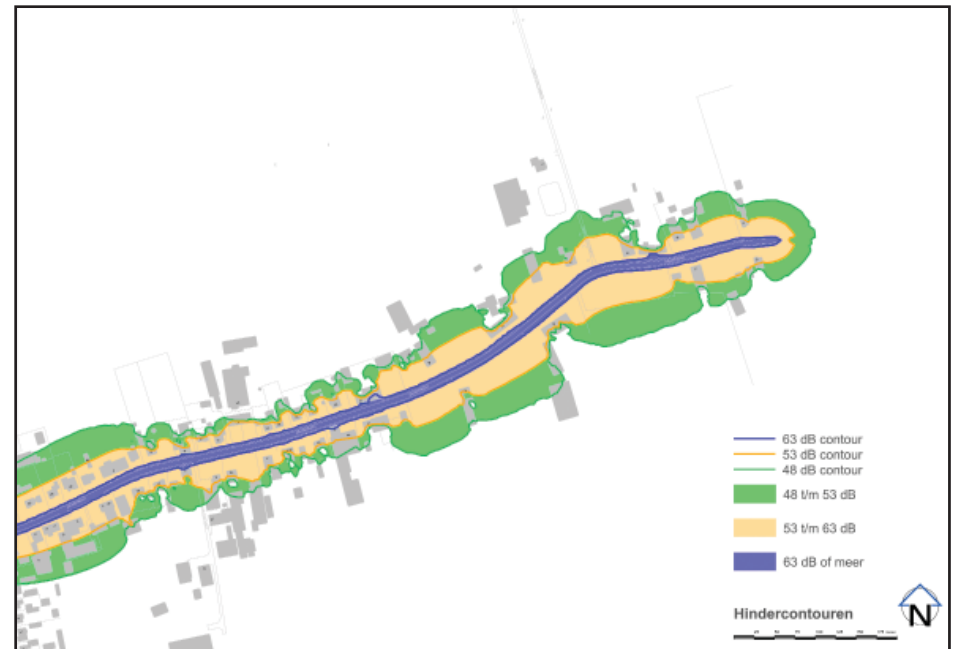 63 dB contour
53 dB contour
48 dB contour
48 t/m 53 dB
53 t/m 63 dB
63 dB of meer
Hindercontouren
N